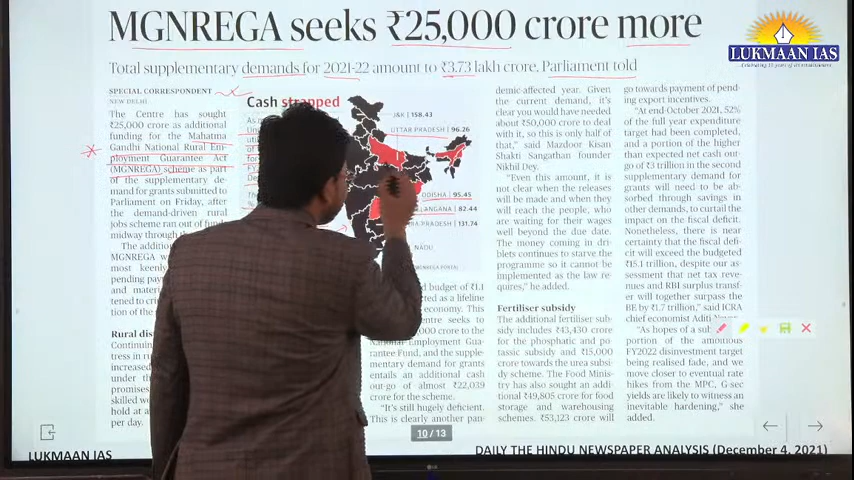 MGNREGA seeks ₹25,000 crore more
LUKMAAN IAS
Total supplementary demands for 2021-22 amount to ₹3.73 lakh crore, Parliament told
SPECIAL CORRESPONDENT
NEW DELHI
The Centre has sought
₹25,000 crore as additional
funding for the Mahatma
Gandhi National Rural Em-
ployment Guarantee Act
(MGNREGA) scheme as part
of the supplementary de-
mand for grants submitted to
Parliament on Friday, after
the demand-driven rural
jobs scheme ran out of
midway through
The
MGNREGA
most
pending
and
tened to
tion of the
Rural
tress in
increased
under the
promises
skilled
hold at a
per day.
Cash strapped
J&K | 158.43
UTTAR PRADESH | 96.26
ODISHA | 95.45
| 82.44
PRADESH | 131.74
NADU
budget of ₹1.1
as a lifeline
economy. This
seeks to
crore to the
National Employment Gua-
rantee Fund, and the supple-
mentary demand for grants
entails an additional cash
out-go of almost ₹22,039
crore for the scheme.
"It's still hugely deficient.
This is clearly another pan-
demic-affected year. Given
the current demand, it's
clear you would have needed
about ₹50,000 crore to deal
with it, so this is only half of
that," said Mazdoor Kisan
Shakti Sangathan founder
Nikhil Dey.
"Even this amount, it is
not clear when the releases
will be made and when they
will reach the people, who
are waiting for their wages
well beyond the due date.
The money coming in dri-
blets continues to starve the
programme so it cannot be
implemented as the law re-
quires," he added.
Fertiliser subsidy
The additional fertiliser sub-
sidy includes ₹43,430 crore
for the phosphatic and po-
tassic subsidy and ₹15,000
crore towards the urea subsi-
dy scheme. The Food Minis-
try has also sought an addi-
tional ₹49,805 crore for food
storage and warehousing
schemes. ₹53,123 crore will
go towards payment of pend-
ing export incentives.
"At end-October 2021, 52%
of the full year expenditure
target had been completed,
and a portion of the higher
than expected net cash out-
go of ₹3 trillion in the second
supplementary demand for
grants will need to be ab-
sorbed through savings in
other demands, to curtail the
impact on the fiscal deficit.
Nonetheless, there is near
certainty that the fiscal defi-
cit will exceed the budgeted
₹15.1 trillion, despite our as-
sessment that net tax reve-
nues and RBI surplus transf-
er will together surpass the
BE by ₹1.7 trillion," said ICRA
chief economist Aditi
"As hopes of a
portion of the ambitious
FY2022 disinvestment target
being realised fade, and we
move closer to eventual rate
hikes from the MPC, G-sec
yields are likely to witness an
inevitable hardening," she
added.
10 / 13
LUKMAAN IAS
DAILY THE HINDU NEWSPAPER ANALYSIS (December 4, 2021)
LG